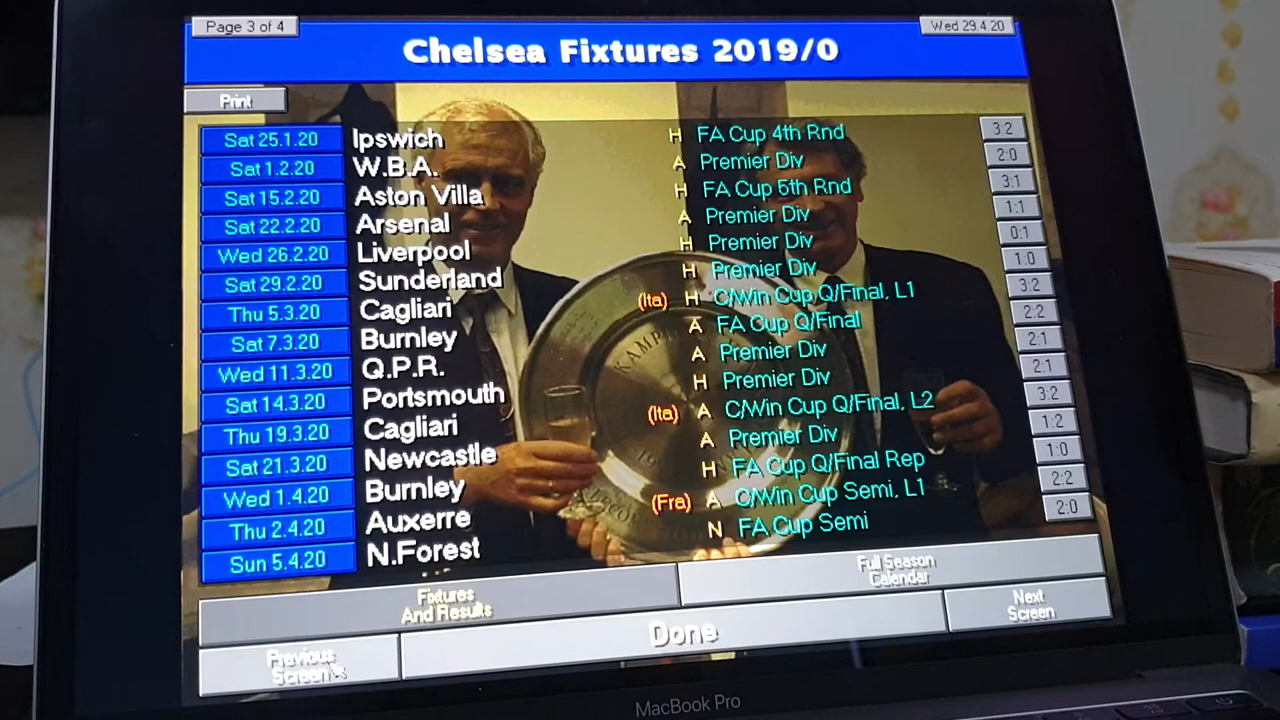 Page 3 of 4
Wed 29.4.20
Chelsea Fixtures 2019/0
Print
Sat 25.1.20 Ipswich H FA Cup 4th Rnd 3:2
Sat 1.2.20 W.B.A. A Premier Div 2:0
Sat 15.2.20 Aston Villa H FA Cup 5th Rnd 3:1
Sat 22.2.20 Arsenal A Premier Div 1:1
Wed 26.2.20 Liverpool H Premier Div 0:1
Sat 29.2.20 Sunderland H Premier Div 1:0
Thu 5.3.20 Cagliari (Ita) H C/Win Cup Q/Final, L1 3:2
Sat 7.3.20 Burnley A FA Cup Q/Final 2:2
Wed 11.3.20 Q.P.R. A Premier Div 2:1
Sat 14.3.20 Portsmouth H Premier Div 2:1
Thu 19.3.20 Cagliari (Ita) A C/Win Cup Q/Final, L2 3:2
Sat 21.3.20 Newcastle A Premier Div 1:2
Wed 1.4.20 Burnley H FA Cup Q/Final Rep 1:0
Thu 2.4.20 Auxerre (Fra) A C/Win Cup Semi, L1 2:2
Sun 5.4.20 N.Forest N FA Cup Semi 2:0
Fixtures And Results
Full Season Calendar
Previous Screen
Done
Next Screen
MacBook Pro